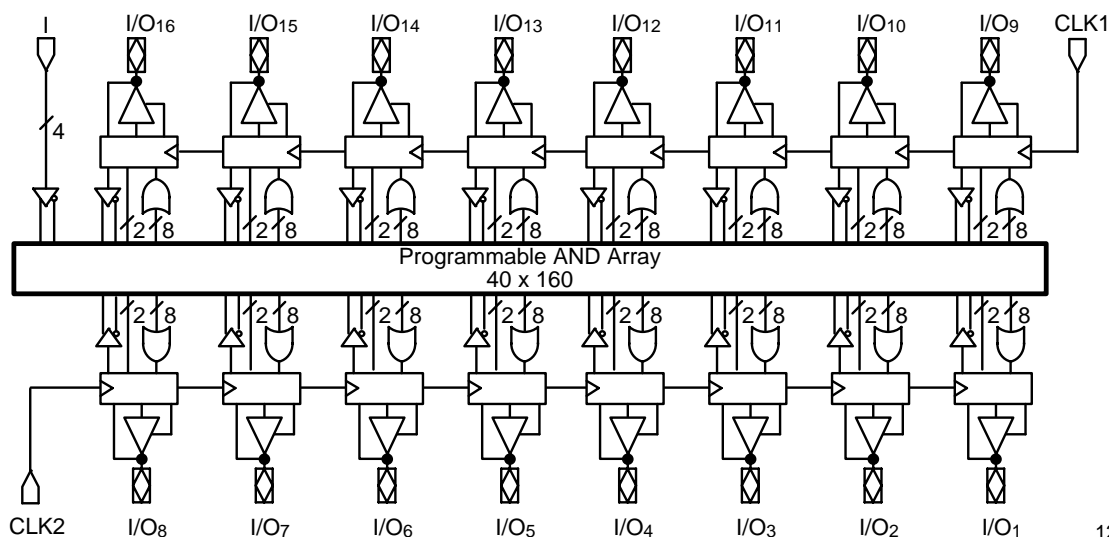 I I/O16 I/O15 I/O14 I/O13 I/O12 I/O11 I/O10 I/O9 CLK1
4
2 8 2 8 2 8 2 8 2 8 2 8 2 8 2 8
Programmable AND Array
40 x 160
2 8 2 8 2 8 2 8 2 8 2 8 2 8 2 8
CLK2 I/O8 I/O7 I/O6 I/O5 I/O4 I/O3 I/O2 I/O1